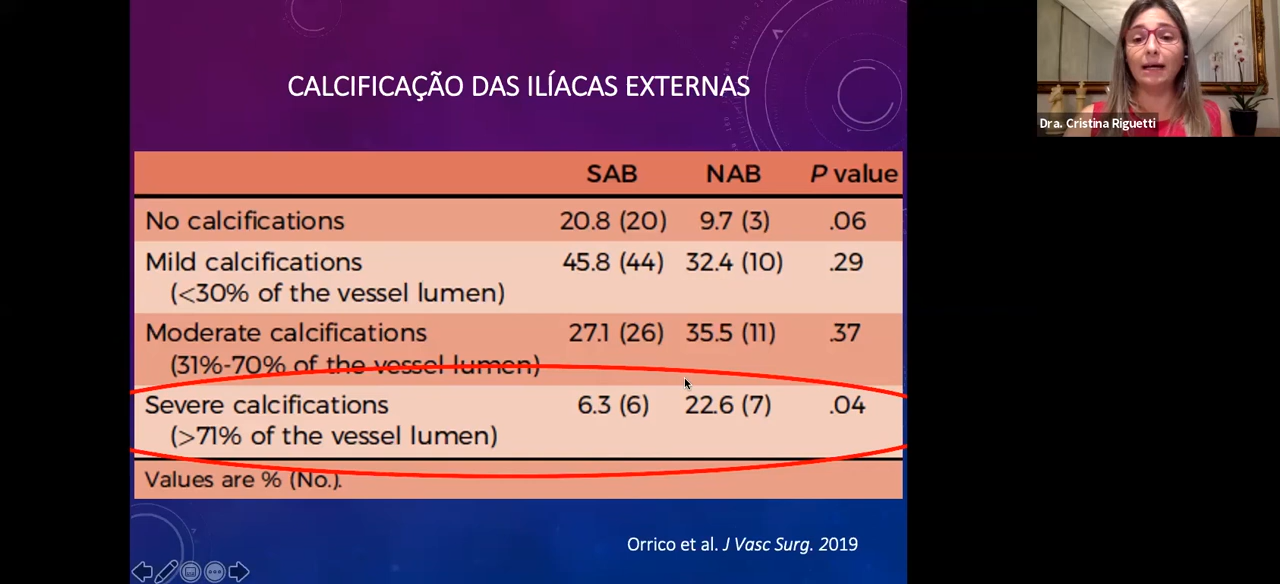 CALCIFICAÇÃO DAS ILÍACAS EXTERNAS
SAB NAB P value
No calcifications 20.8 (20) 9.7 (3) .06
Mild calcifications 45.8 (44) 32.4 (10) .29
(<30% of the vessel lumen)
Moderate calcifications 27.1 (26) 35.5 (11) .37
(31%-70% of the vessel lumen)
Severe calcifications 6.3 (6) 22.6 (7) .04
(>71% of the vessel lumen)
Values are % (No.).
Orrico et al. J Vasc Surg. 2019
Dra. Cristina Riguetti